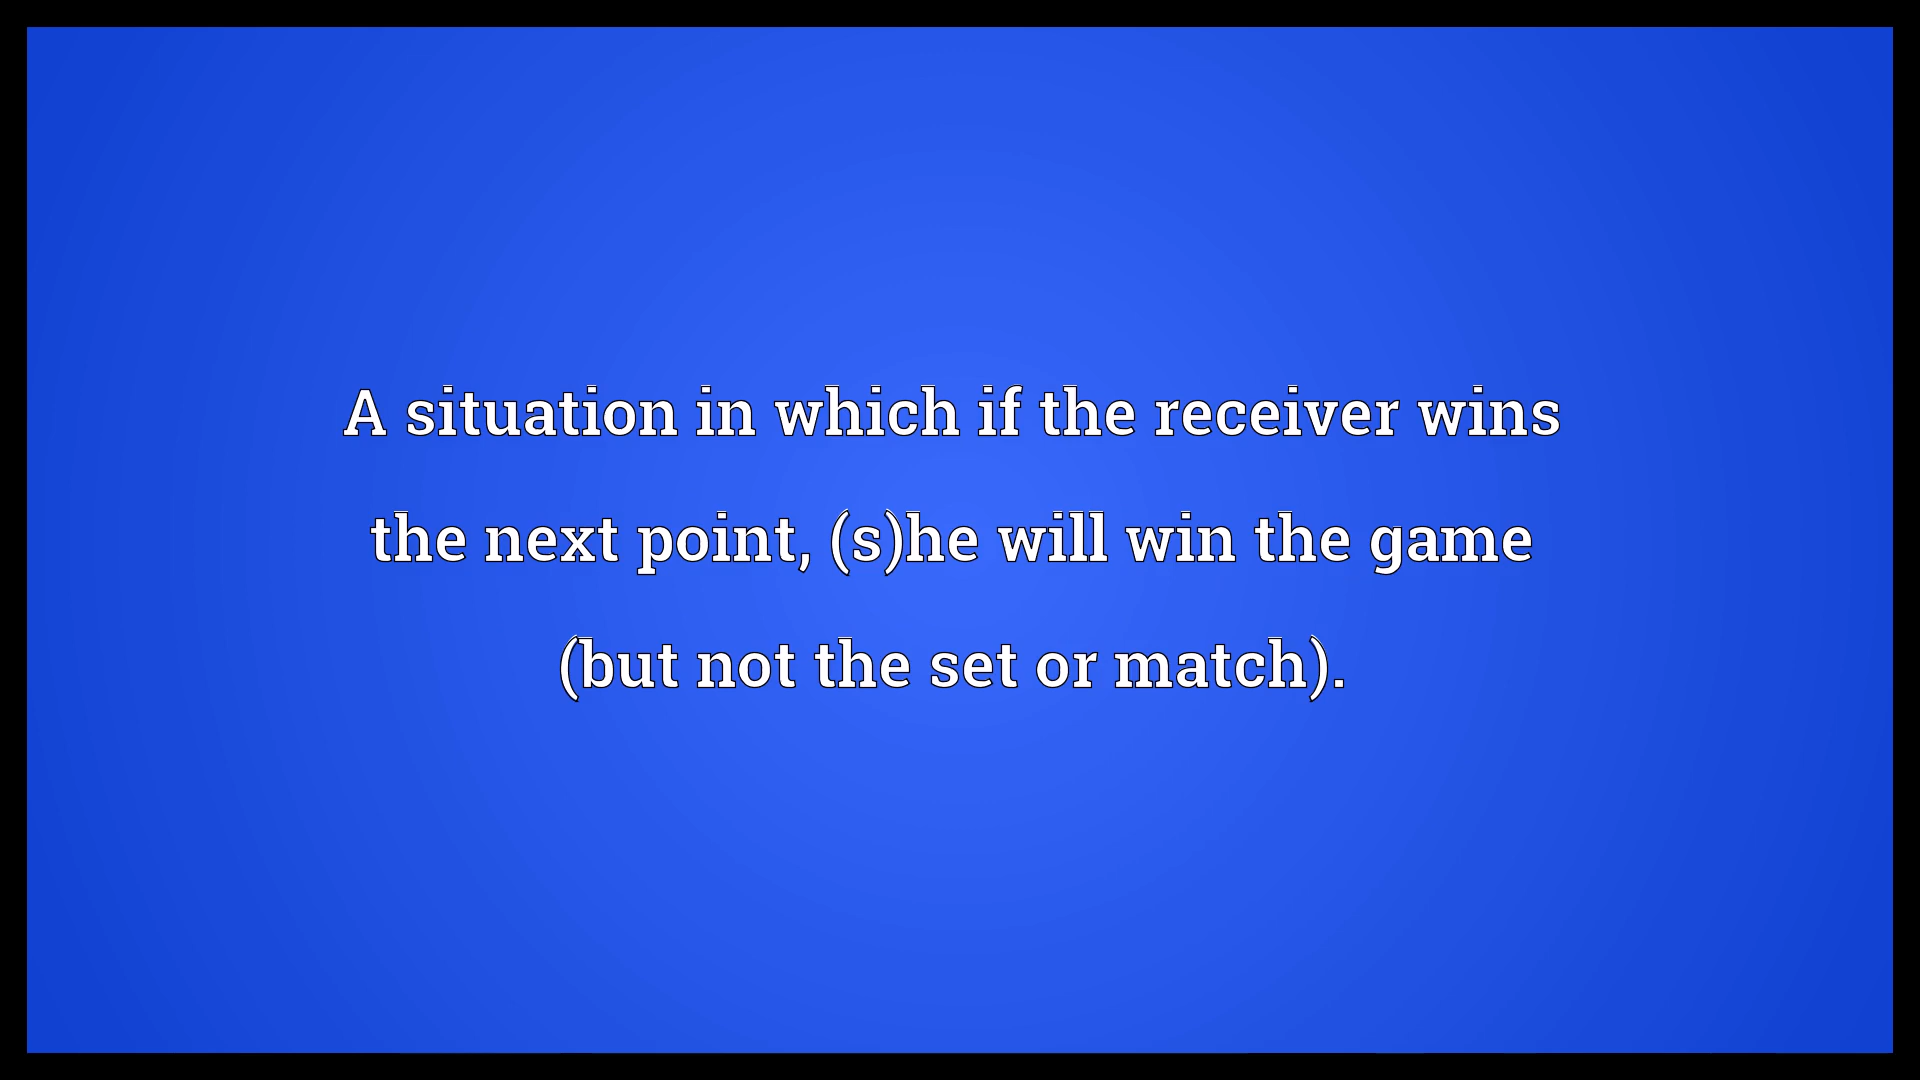 A situation in which if the receiver wins
the next point, (s)he will win the game
(but not the set or match).